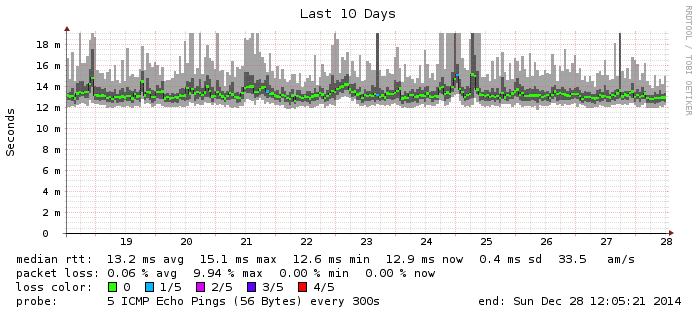 Last 10 Days
RRDTOOL / TOBI OETIKER
Seconds
18 m
16 m
14 m
12 m
10 m
8 m
6 m
4 m
2 m
0
19 20 21 22 23 24 25 26 27 28
median rtt: 13.2 ms avg 15.1 ms max 12.6 ms min 12.9 ms now 0.4 ms sd 33.5 am/s
packet loss: 0.06 % avg 9.94 % max 0.00 % min 0.00 % now
loss color: 0 1/5 2/5 3/5 4/5
probe: 5 ICMP Echo Pings (56 Bytes) every 300s end: Sun Dec 28 12:05:21 2014